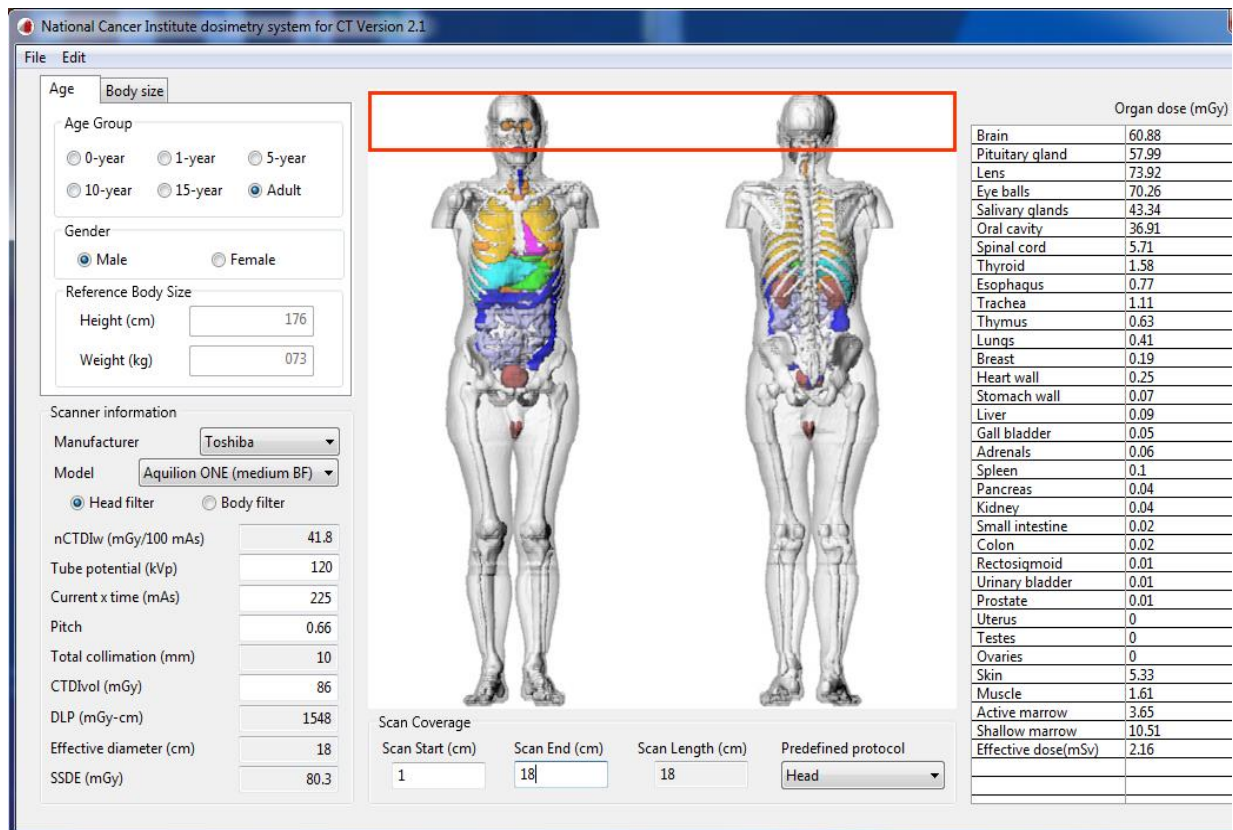 National Cancer Institute dosimetry system for CT Version 2.1
File Edit
Age Body size
Age Group
0-year 1-year 5-year
10-year 15-year Adult
Gender
Male Female
Reference Body Size
Height (cm) 176
Weight (kg) 073
Scanner information
Manufacturer Toshiba
Model Aquilion ONE (medium BF)
Head filter Body filter
nCTDIw (mGy/100 mAs) 41.8
Tube potential (kVp) 120
Current x time (mAs) 225
Pitch 0.66
Total collimation (mm) 10
CTDIvol (mGy) 86
DLP (mGy-cm) 1548
Effective diameter (cm) 18
SSDE (mGy) 80.3
Scan Coverage
Scan Start (cm) Scan End (cm) Scan Length (cm) Predefined protocol
1 18 18 Head
Organ dose (mGy)
Brain 60.88
Pituitary gland 57.99
Lens 73.92
Eye balls 70.26
Salivary glands 43.34
Oral cavity 36.91
Spinal cord 5.71
Thyroid 1.58
Esophagus 0.77
Trachea 1.11
Thymus 0.63
Lungs 0.41
Breast 0.19
Heart wall 0.25
Stomach wall 0.07
Liver 0.09
Gall bladder 0.05
Adrenals 0.06
Spleen 0.1
Pancreas 0.04
Kidney 0.04
Small intestine 0.02
Colon 0.02
Rectosigmoid 0.01
Urinary bladder 0.01
Prostate 0.01
Uterus 0
Testes 0
Ovaries 0
Skin 5.33
Muscle 1.61
Active marrow 3.65
Shallow marrow 10.51
Effective dose(mSv) 2.16